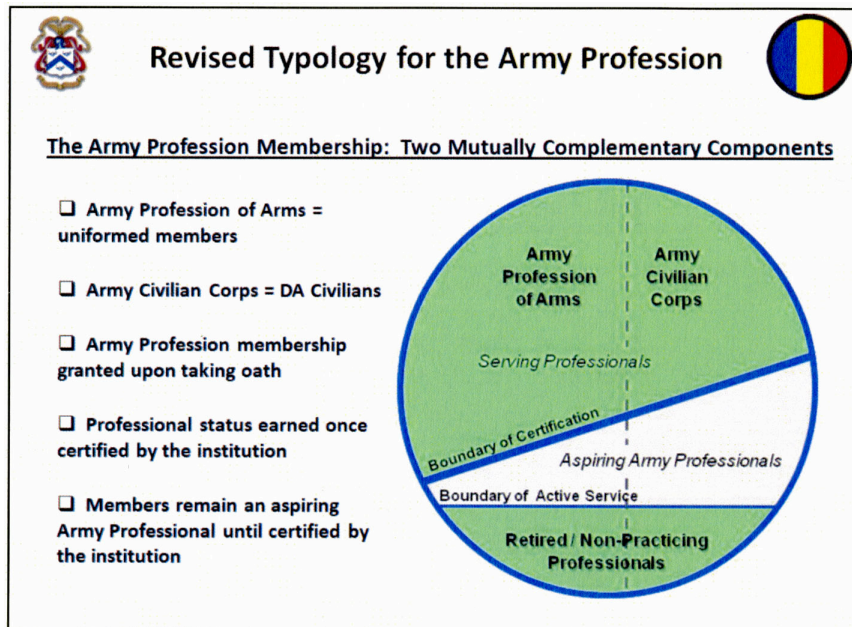 Revised Typology for the Army Profession
The Army Profession Membership: Two Mutually Complementary Components
❑ Army Profession of Arms =
uniformed members
❑ Army Civilian Corps = DA Civilians
❑ Army Profession membership
granted upon taking oath
❑ Professional status earned once
certified by the institution
❑ Members remain an aspiring
Army Professional until certified by
the institution
Army
Profession
of Arms
Army
Civilian
Corps
Serving Professionals
Boundary of Certification
Aspiring Army Professionals
Boundary of Active Service
Retired / Non-Practicing
Professionals